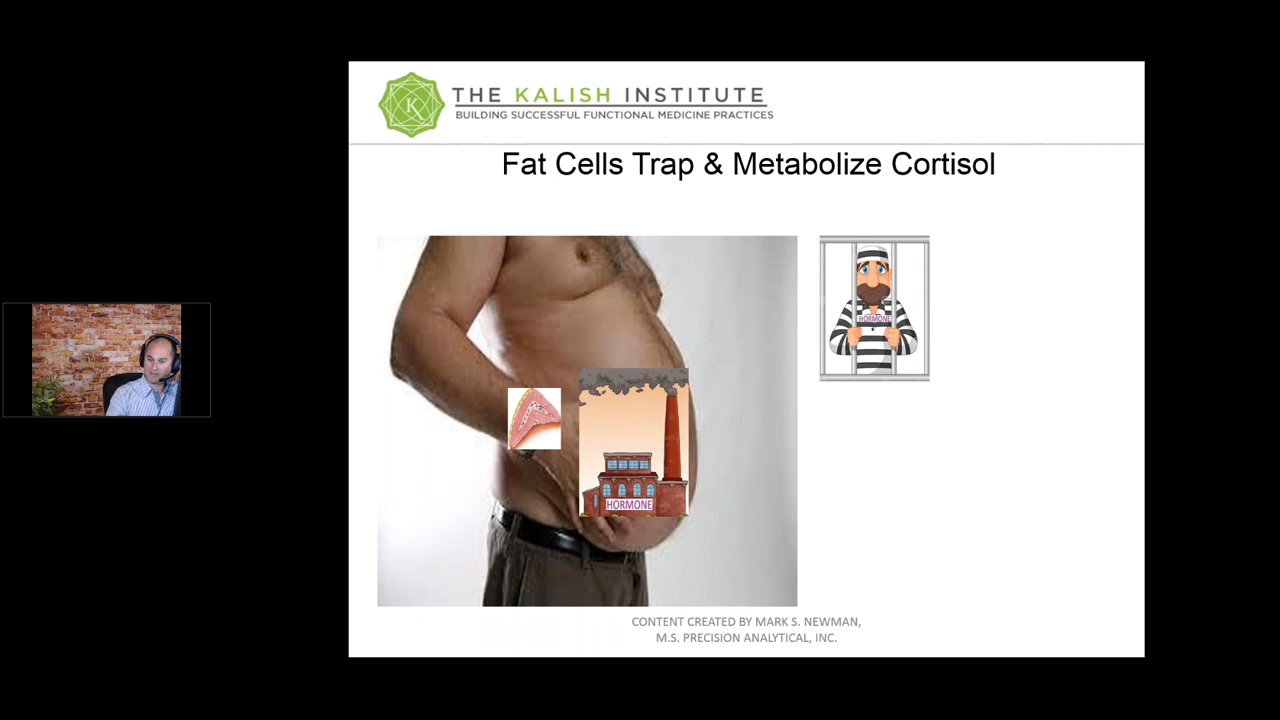 THE KALISH INSTITUTE
BUILDING SUCCESSFUL FUNCTIONAL MEDICINE PRACTICES
Fat Cells Trap & Metabolize Cortisol
HORMONE
HORMONE
CONTENT CREATED BY MARK S. NEWMAN,
M.S. PRECISION ANALYTICAL, INC.